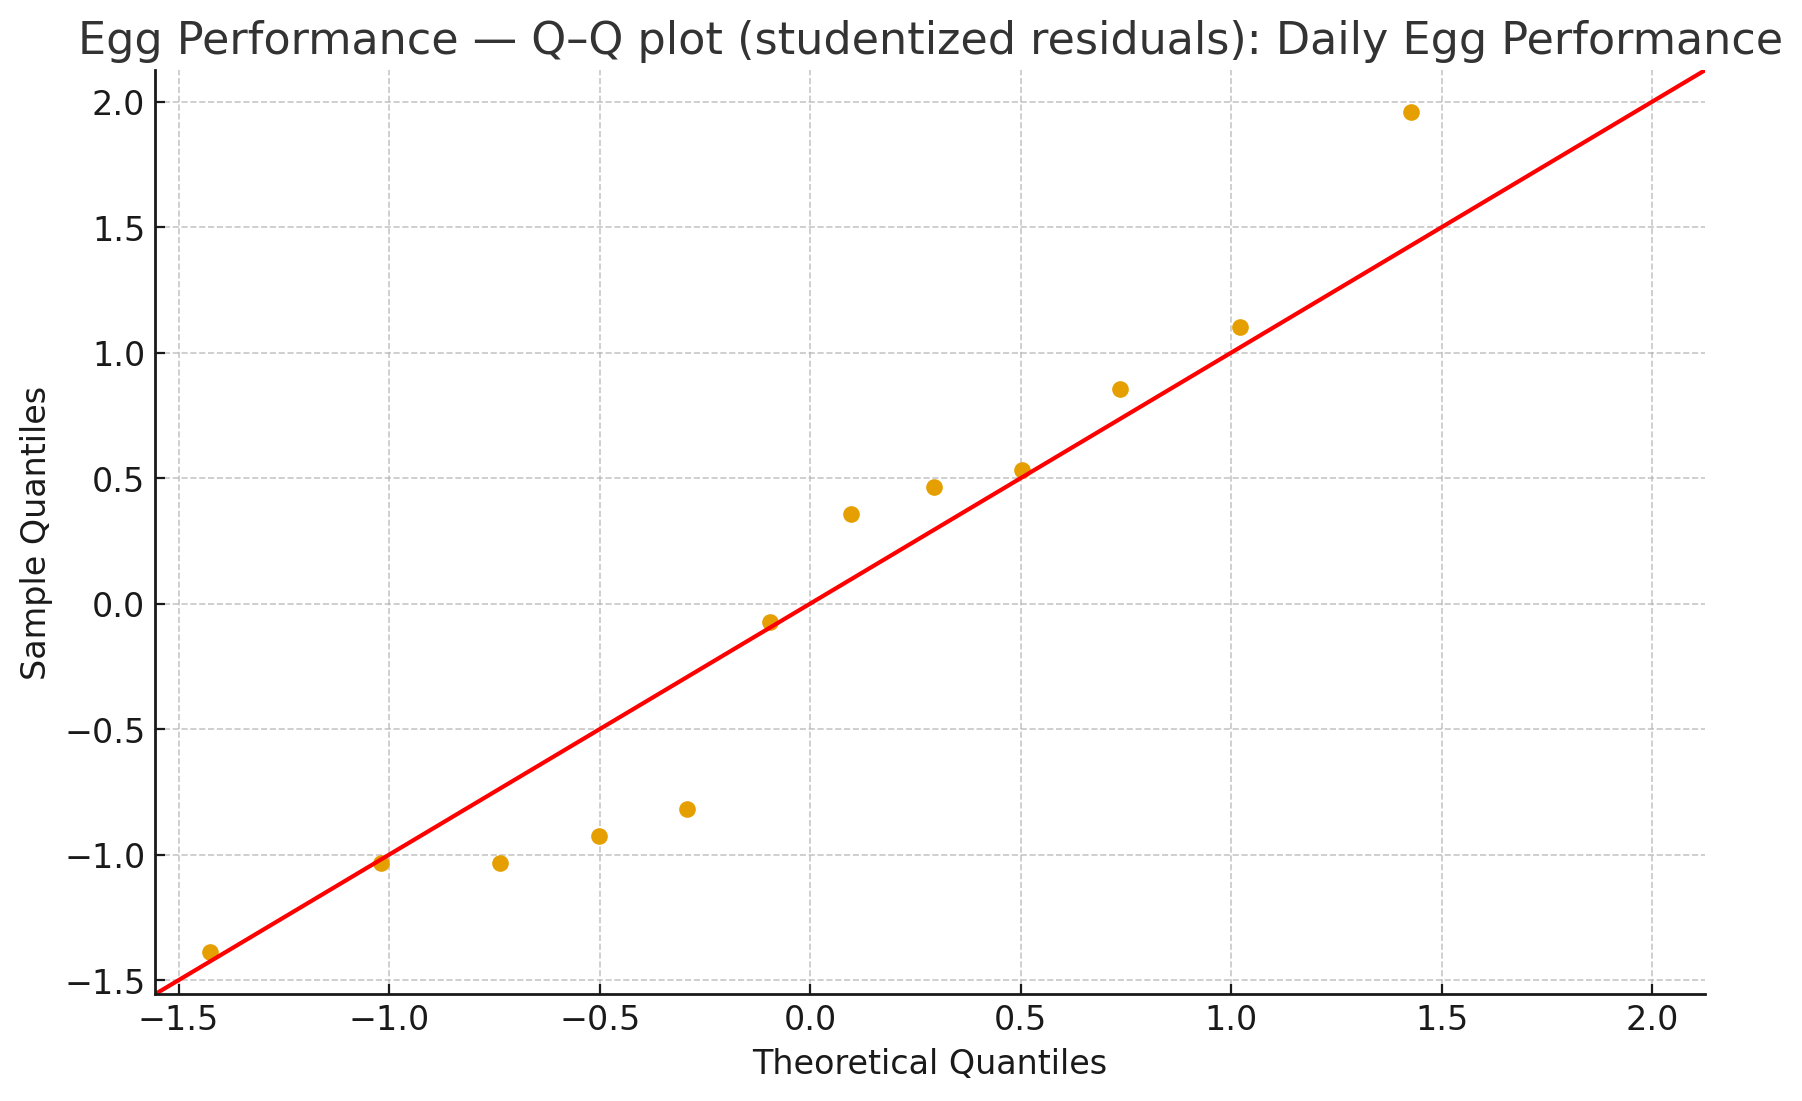 Egg Performance — Q–Q plot (studentized residuals): Daily Egg Performance
2.0
1.5
1.0
0.5
0.0
−0.5
−1.0
−1.5
Sample Quantiles
−1.5 −1.0 −0.5 0.0 0.5 1.0 1.5 2.0
Theoretical Quantiles